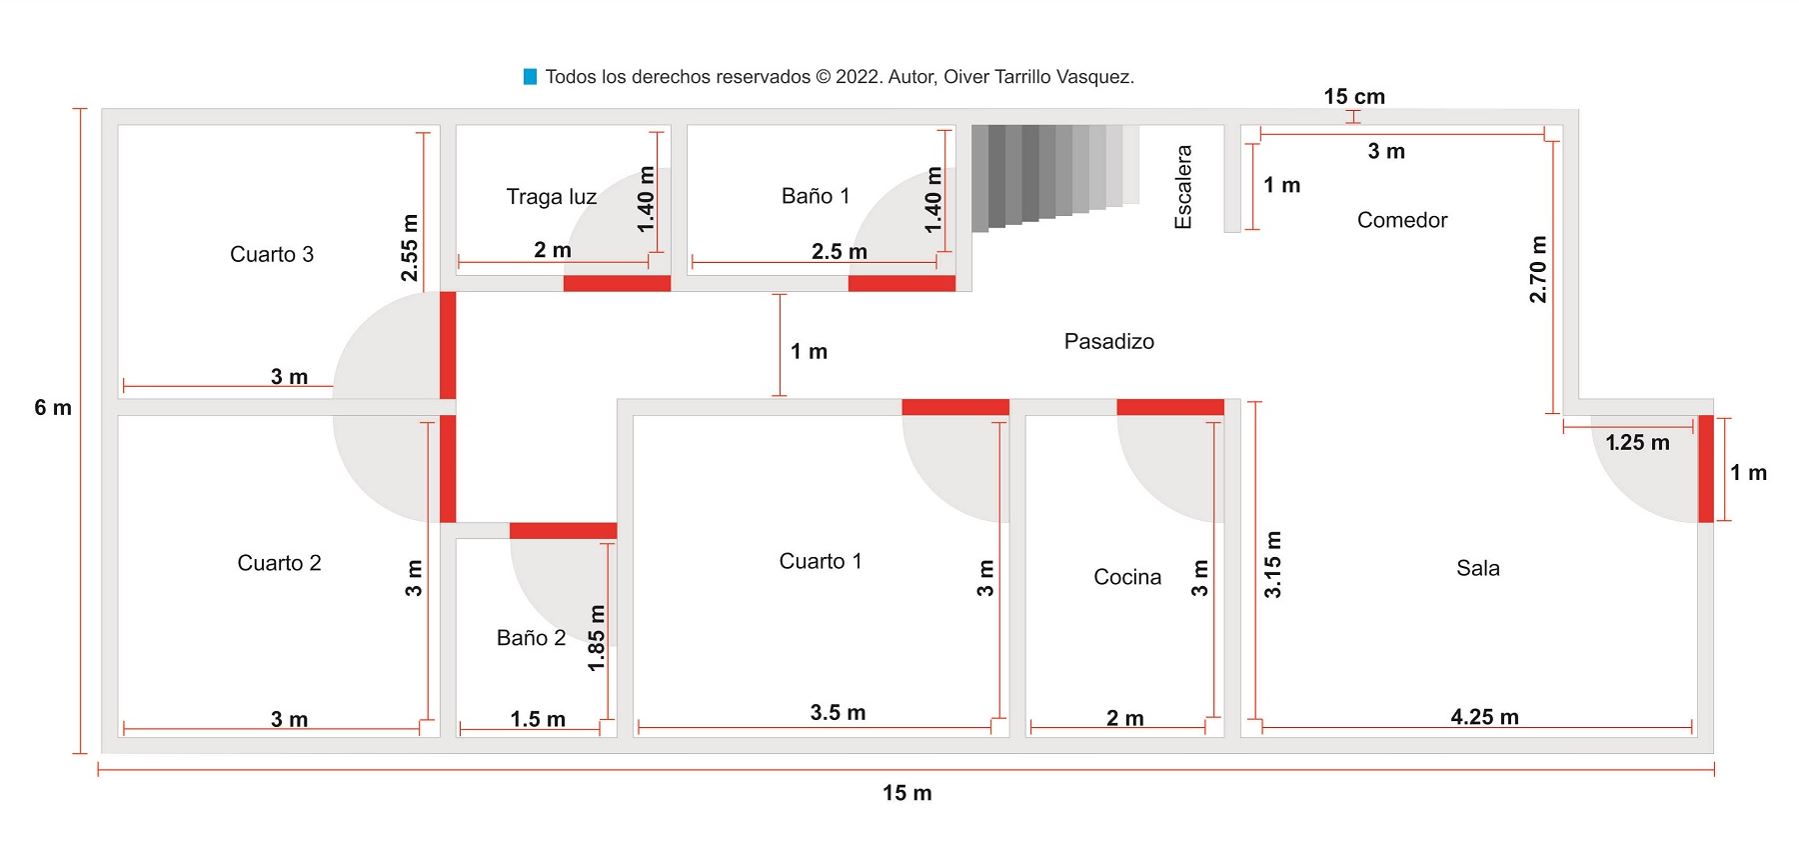 Todos los derechos reservados © 2022. Autor, Oiver Tarrillo Vasquez.
15 cm
3 m
1 m
Escalera
Comedor
2.70 m
Traga luz
1.40 m
2 m
Baño 1
1.40 m
2.5 m
Cuarto 3
2.55 m
3 m
1 m
Pasadizo
6 m
1.25 m
1 m
Cuarto 2
3 m
3 m
Baño 2
1.85 m
1.5 m
Cuarto 1
3 m
3.5 m
Cocina
3 m
2 m
3.15 m
Sala
4.25 m
15 m